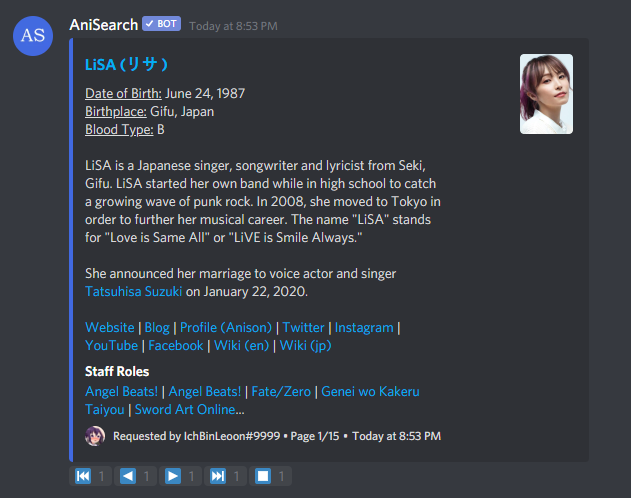 AS
AniSearch ✓ BOT Today at 8:53 PM
LiSA (リサ)
Date of Birth: June 24, 1987
Birthplace: Gifu, Japan
Blood Type: B
LiSA is a Japanese singer, songwriter and lyricist from Seki,
Gifu. LiSA started her own band while in high school to catch
a growing wave of punk rock. In 2008, she moved to Tokyo in
order to further her musical career. The name "LiSA" stands
for "Love is Same All" or "LiVE is Smile Always."
She announced her marriage to voice actor and singer
Tatsuhisa Suzuki on January 22, 2020.
Website | Blog | Profile (Anison) | Twitter | Instagram |
YouTube | Facebook | Wiki (en) | Wiki (jp)
Staff Roles
Angel Beats! | Angel Beats! | Fate/Zero | Genei wo Kakeru
Taiyou | Sword Art Online...
Requested by IchBinLeoon#9999 • Page 1/15 • Today at 8:53 PM
⏮ 1 ◀ 1 ▶ 1 ⏭ 1 ⏹ 1